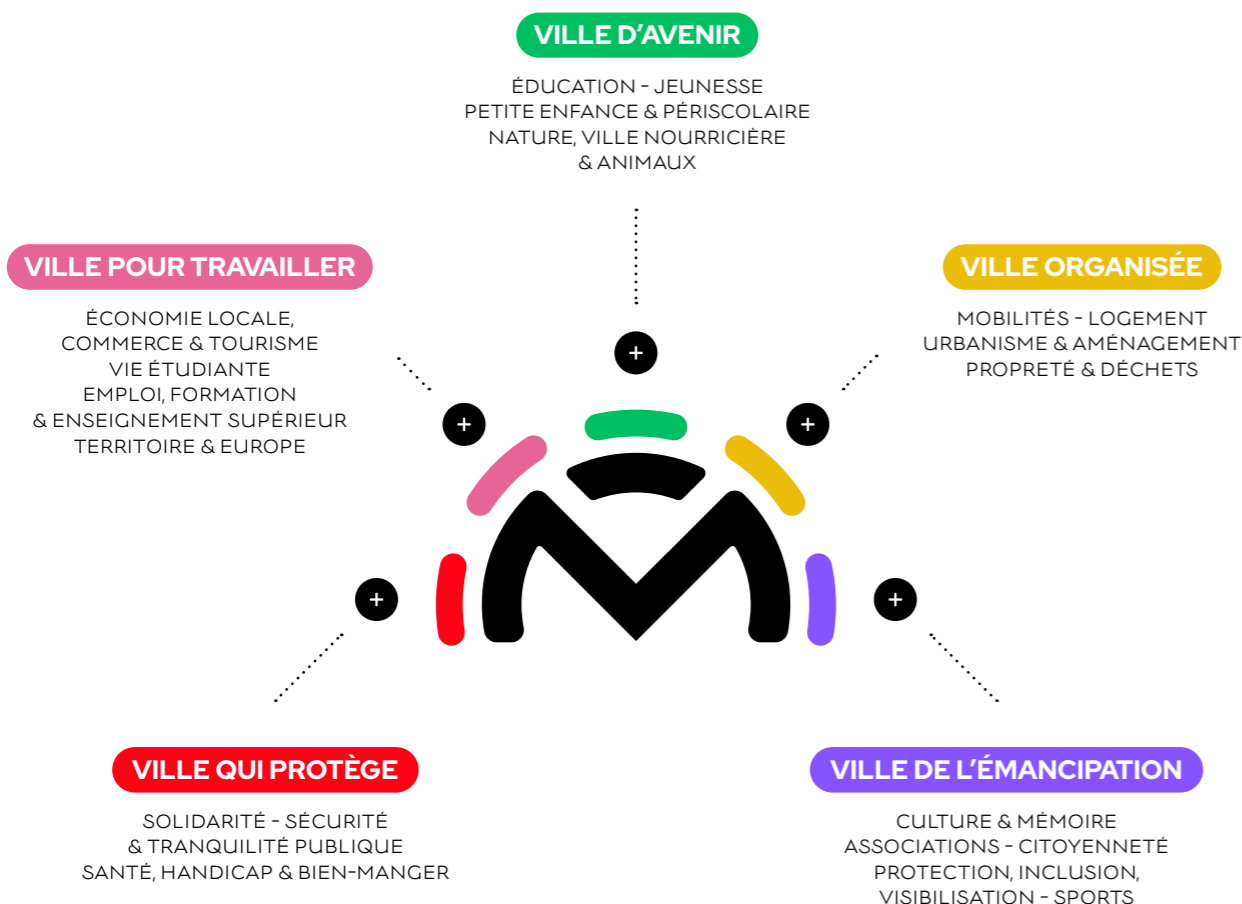 VILLE D'AVENIR
ÉDUCATION - JEUNESSE
PETITE ENFANCE & PÉRISCOLAIRE
NATURE, VILLE NOURRICIÈRE
& ANIMAUX
VILLE POUR TRAVAILLER
ÉCONOMIE LOCALE,
COMMERCE & TOURISME
VIE ÉTUDIANTE
EMPLOI, FORMATION
& ENSEIGNEMENT SUPÉRIEUR
TERRITOIRE & EUROPE
VILLE ORGANISÉE
MOBILITÉS - LOGEMENT
URBANISME & AMÉNAGEMENT
PROPRETÉ & DÉCHETS
VILLE QUI PROTÈGE
SOLIDARITÉ - SÉCURITÉ
& TRANQUILITÉ PUBLIQUE
SANTÉ, HANDICAP & BIEN-MANGER
VILLE DE L'ÉMANCIPATION
CULTURE & MÉMOIRE
ASSOCIATIONS - CITOYENNETÉ
PROTECTION, INCLUSION,
VISIBILISATION - SPORTS